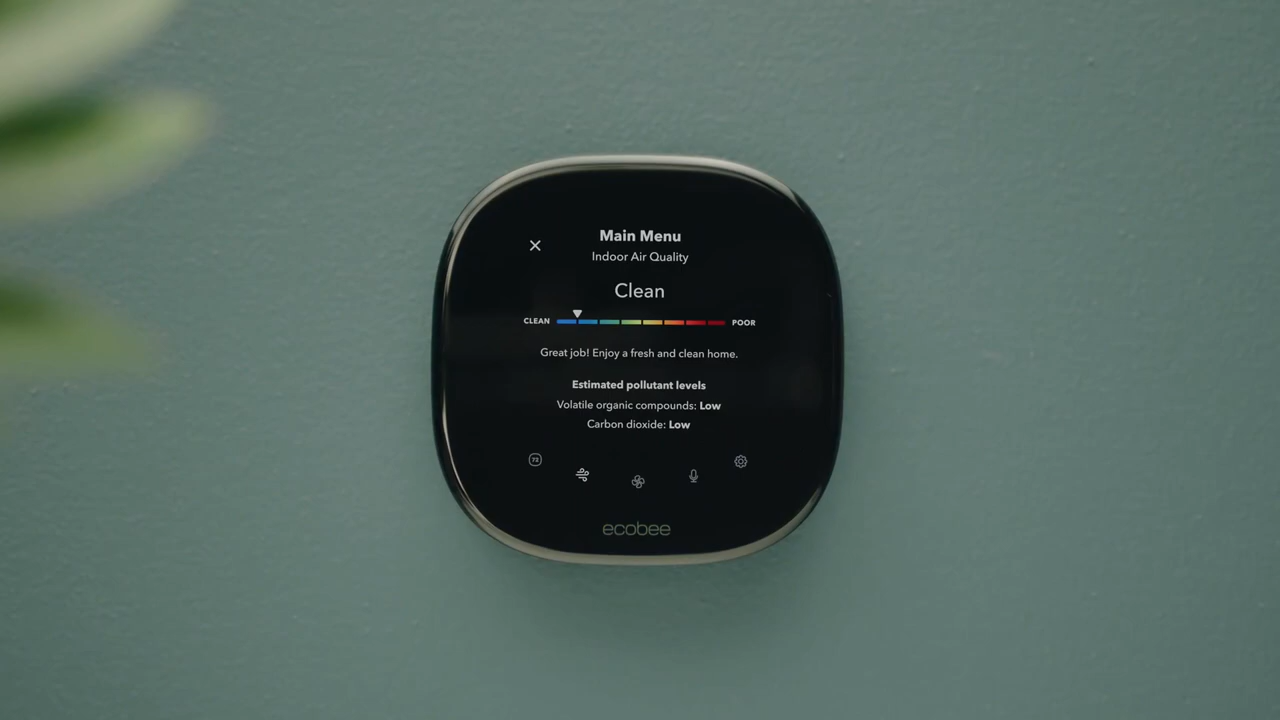 Main Menu
Indoor Air Quality
Clean
CLEAN POOR
Great job! Enjoy a fresh and clean home.
Estimated pollutant levels
Volatile organic compounds: Low
Carbon dioxide: Low
73
ecobee